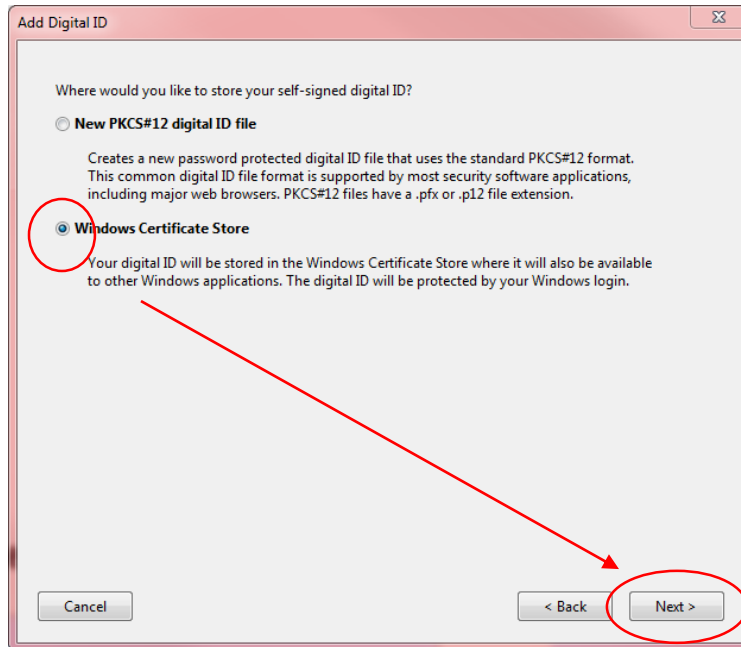 Add Digital ID
Where would you like to store your self-signed digital ID?
New PKCS#12 digital ID file
Creates a new password protected digital ID file that uses the standard PKCS#12 format.
This common digital ID file format is supported by most security software applications,
including major web browsers. PKCS#12 files have a .pfx or .p12 file extension.
Windows Certificate Store
Your digital ID will be stored in the Windows Certificate Store where it will also be available
to other Windows applications. The digital ID will be protected by your Windows login.
Cancel
< Back
Next >